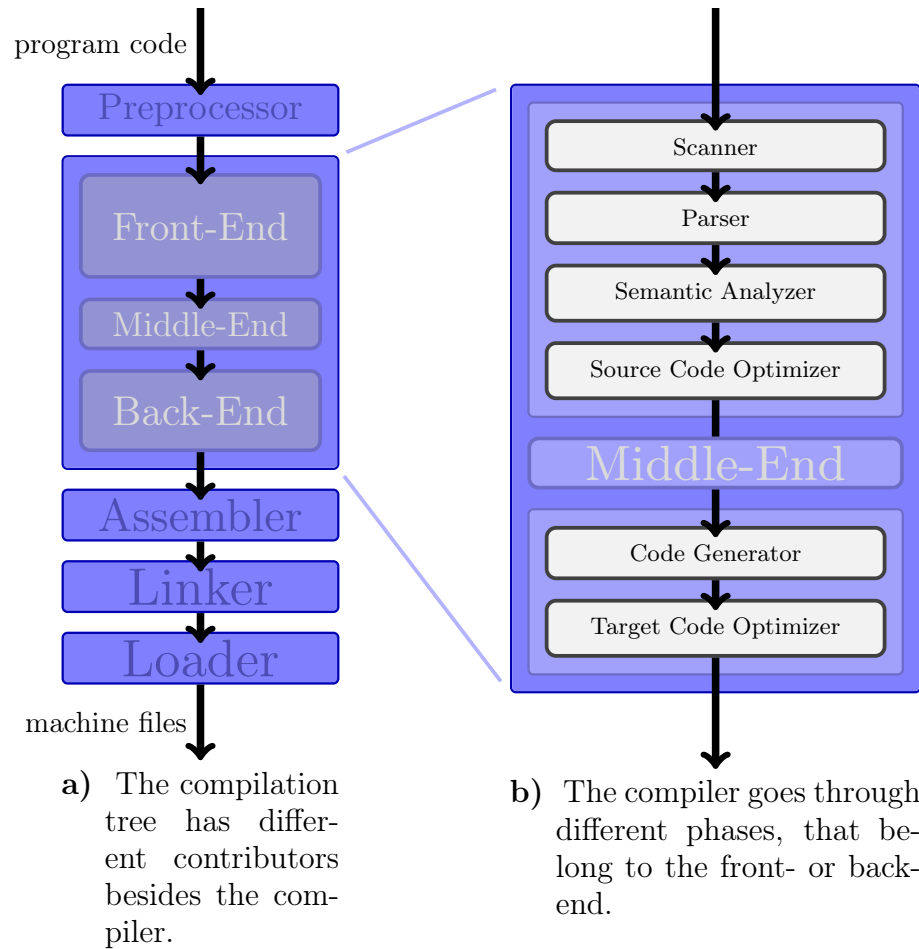 program code
Preprocessor
Front-End
Middle-End
Back-End
Assembler
Linker
Loader
machine files
a) The compilation
tree has differ-
ent contributors
besides the com-
piler.
Scanner
Parser
Semantic Analyzer
Source Code Optimizer
Middle-End
Code Generator
Target Code Optimizer
b) The compiler goes through
different phases, that be-
long to the front- or back-
end.